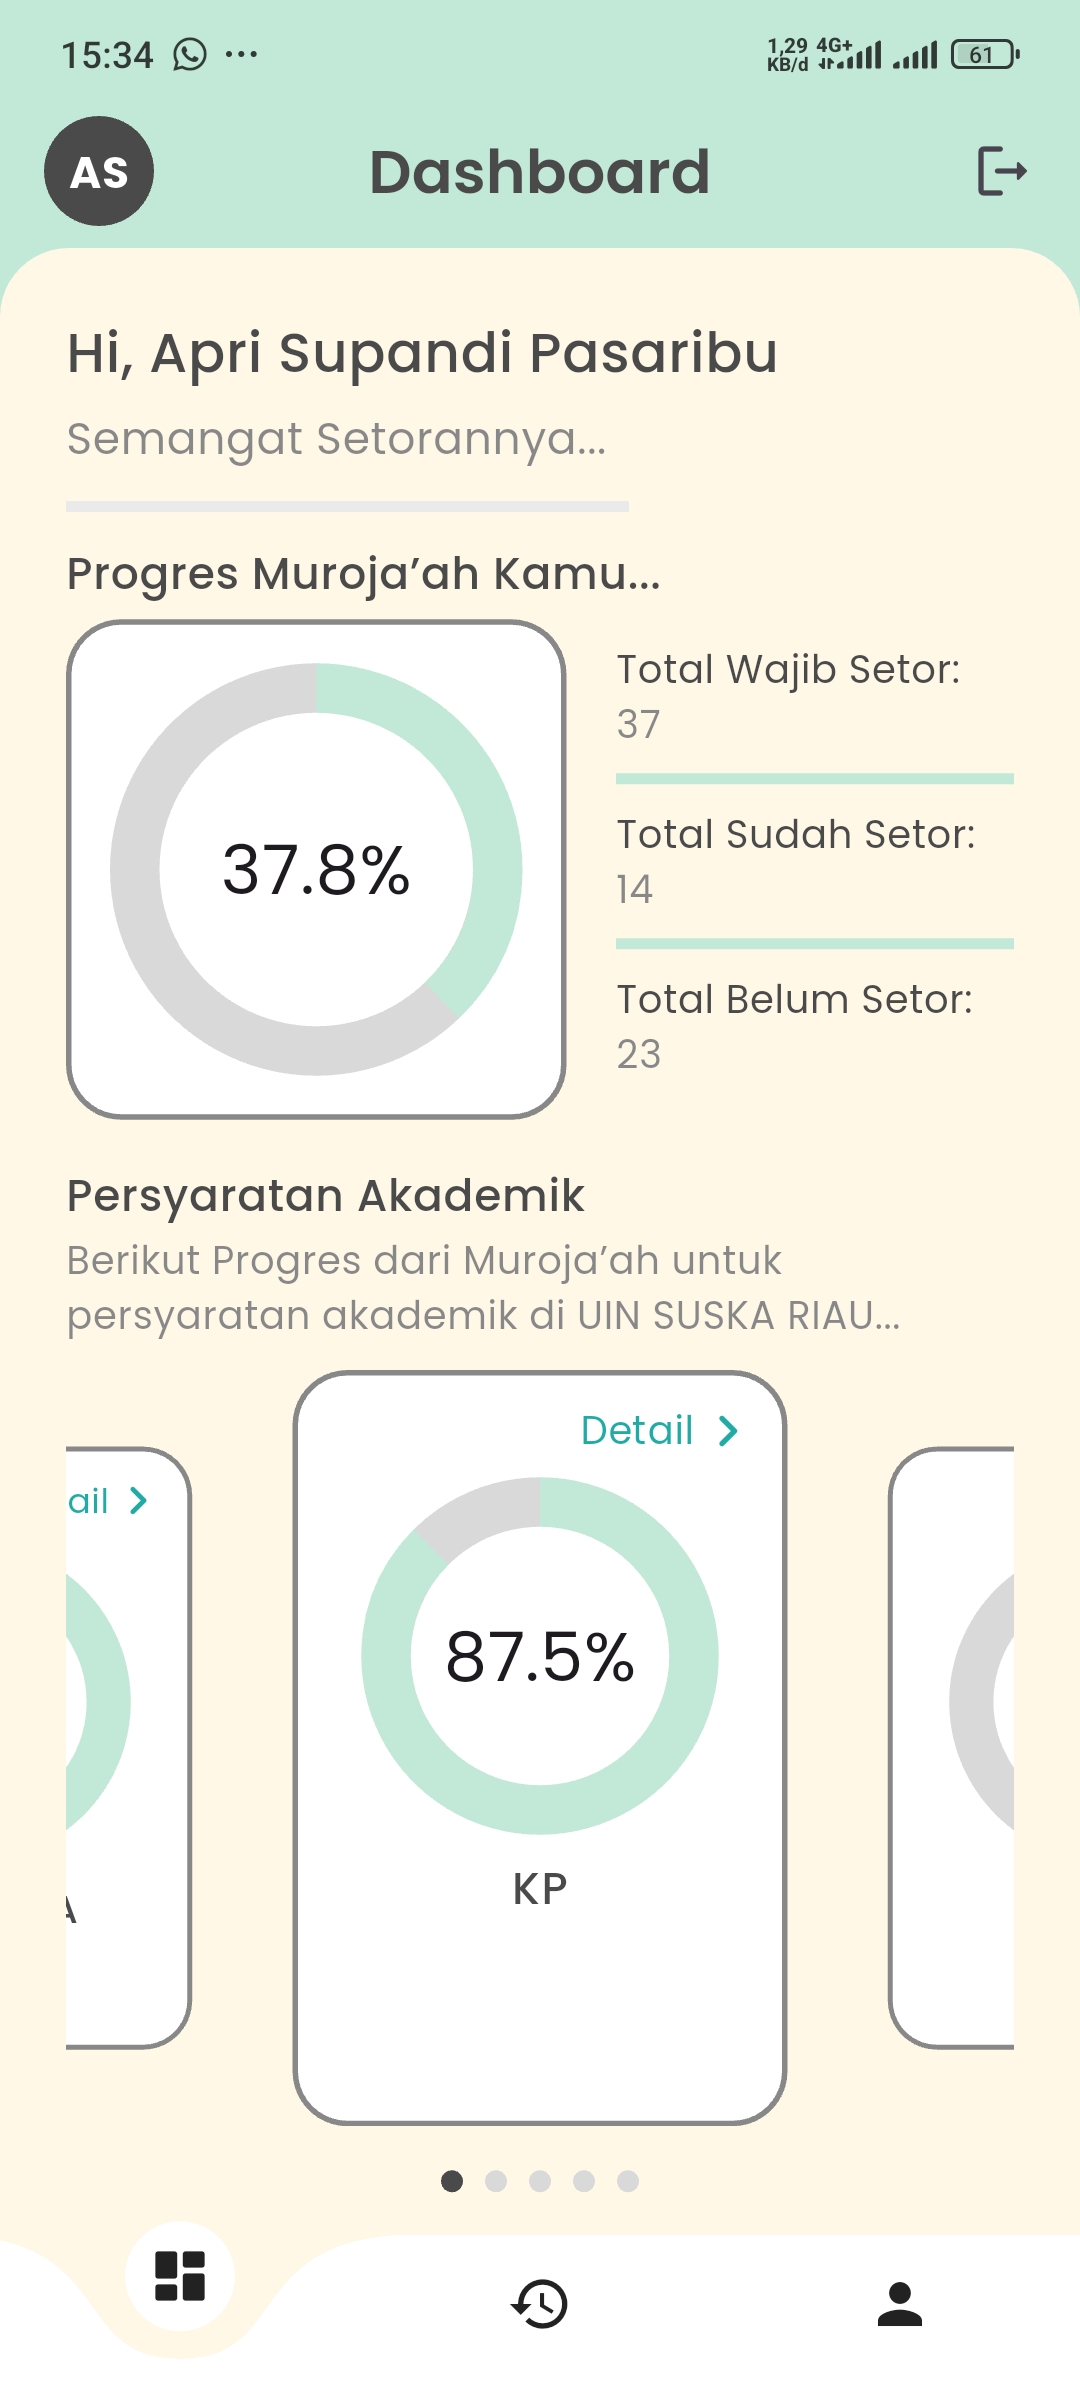 15:34
1,29 KB/d 4G+ 61
AS
Dashboard
Hi, Apri Supandi Pasaribu
Semangat Setorannya...
Progres Muroja’ah Kamu...
37.8%
Total Wajib Setor:
37
Total Sudah Setor:
14
Total Belum Setor:
23
Persyaratan Akademik
Berikut Progres dari Muroja’ah untuk
persyaratan akademik di UIN SUSKA RIAU...
ail
Detail
87.5%
KP